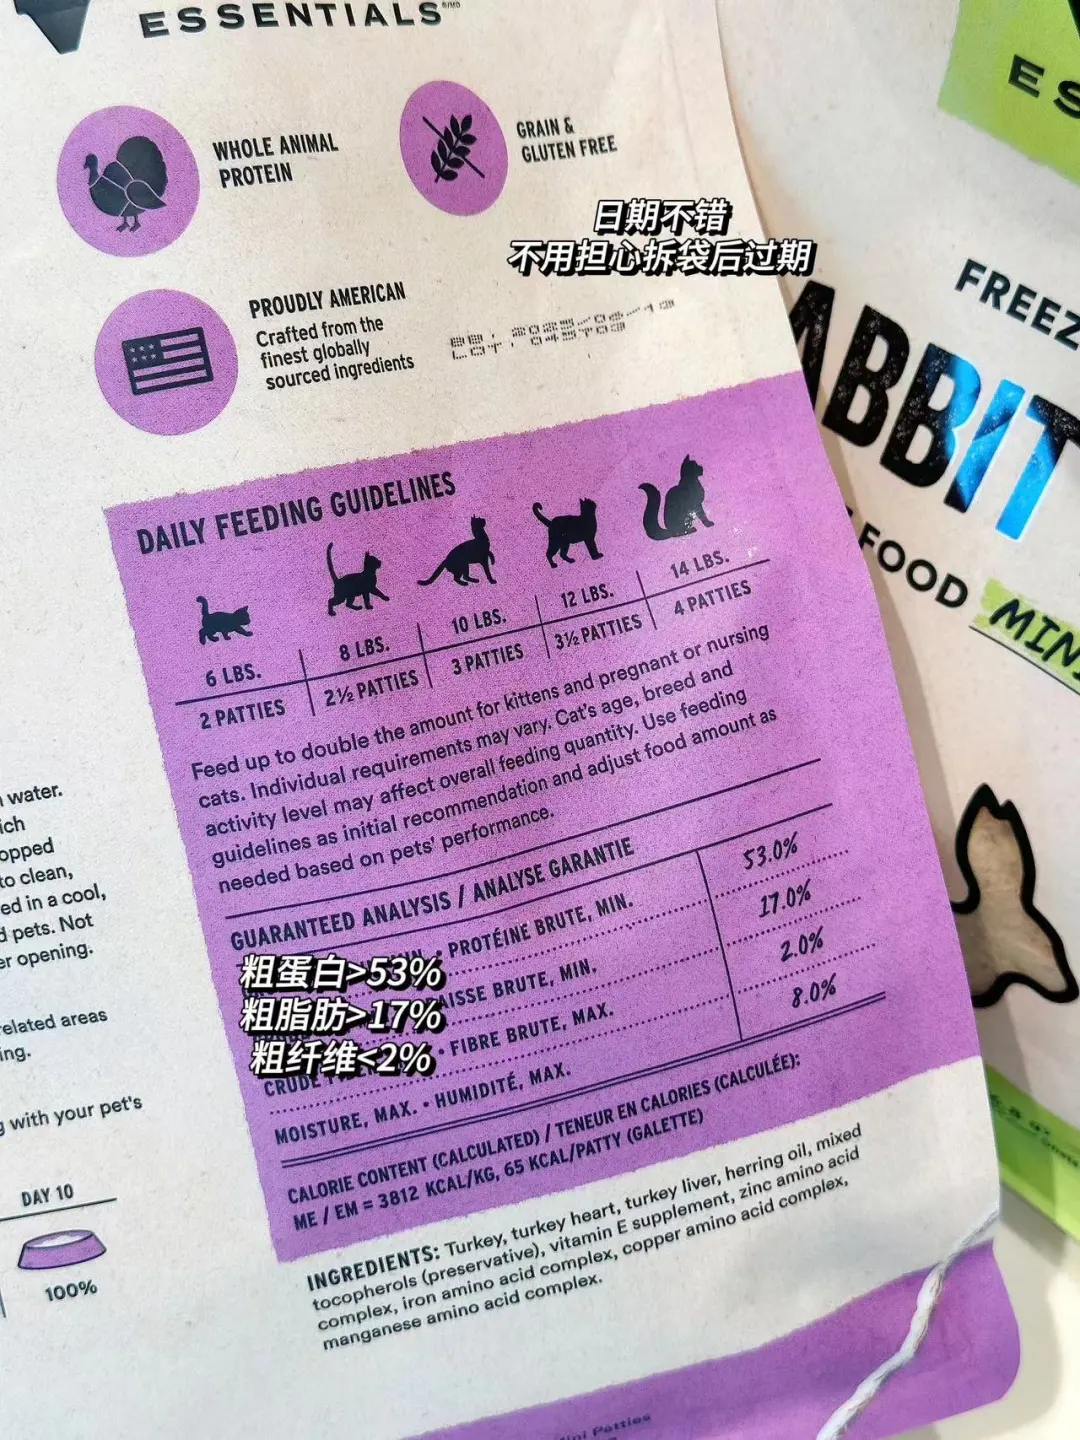 ESSENTIALS
WHOLE ANIMAL
PROTEIN
GRAIN &
GLUTEN FREE
日期不错
不用担心拆袋后过期
PROUDLY AMERICAN
Crafted from the
finest globally
sourced ingredients
DAILY FEEDING GUIDELINES
6 LBS.
8 LBS.
10 LBS.
12 LBS.
14 LBS.
2 PATTIES
2½ PATTIES
3 PATTIES
3½ PATTIES
4 PATTIES
Feed up to double the amount for kittens and pregnant or nursing
cats. Individual requirements may vary. Cat's age, breed and
activity level may affect overall feeding quantity. Use feeding
guidelines as initial recommendation and adjust food amount as
needed based on pets' performance.
GUARANTEED ANALYSIS / ANALYSE GARANTIE
• PROTÉINE BRUTE, MIN. 53.0%
BRUTE, MIN. 17.0%
CRUDE • FIBRE BRUTE, MAX. 2.0%
MOISTURE, MAX. • HUMIDITÉ, MAX. 8.0%
粗蛋白>53%
粗脂肪>17%
粗纤维<2%
CALORIE CONTENT (CALCULATED) / TENEUR EN CALORIES (CALCULÉE):
ME / EM = 3812 KCAL/KG, 65 KCAL/PATTY (GALETTE)
INGREDIENTS: Turkey, turkey heart, turkey liver, herring oil, mixed
tocopherols (preservative), vitamin E supplement, zinc amino acid
complex, iron amino acid complex, copper amino acid complex,
manganese amino acid complex.
water.
to clean,
ed in a cool,
pets. Not
opening.
related areas
with your pet's
DAY 10
100%
Mini Patties
ES
FREEZ
ABBIT
FOOD
MIN